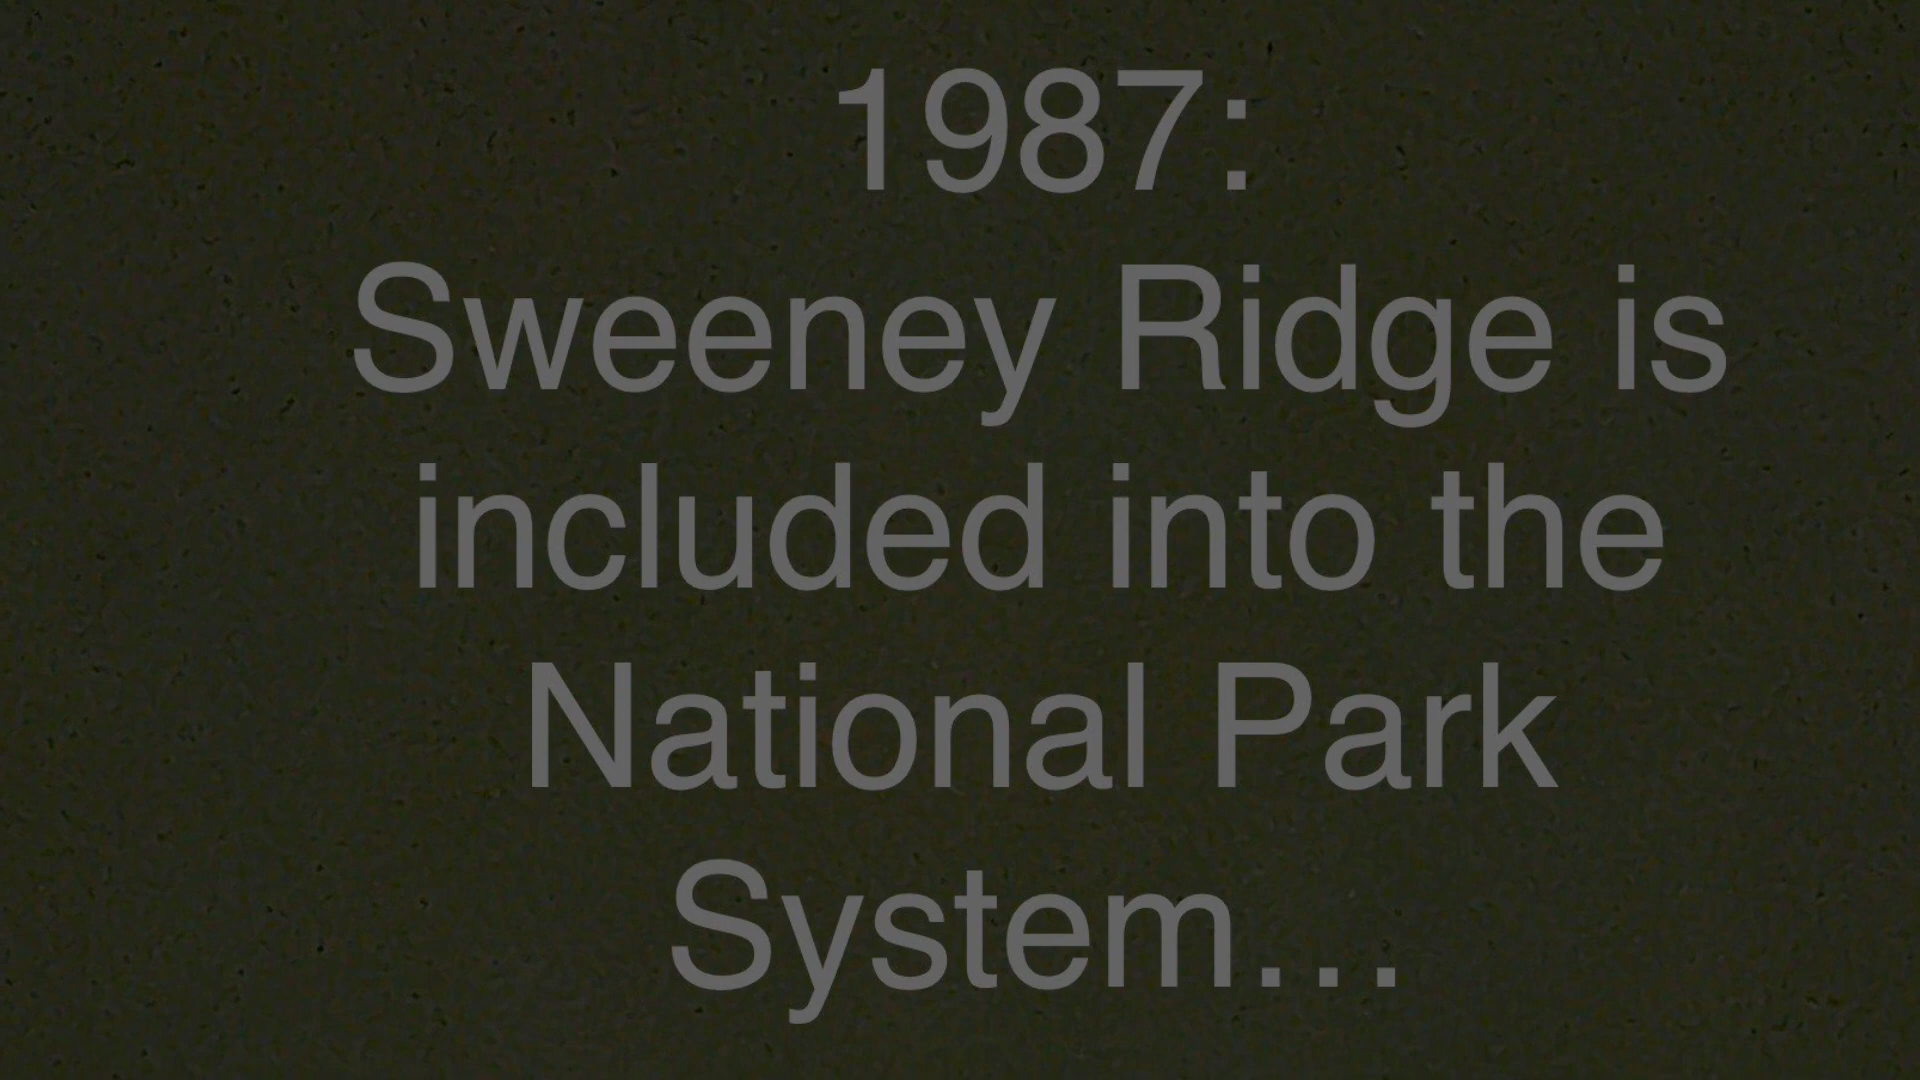 1987:
Sweeney Ridge is
included into the
National Park
System...